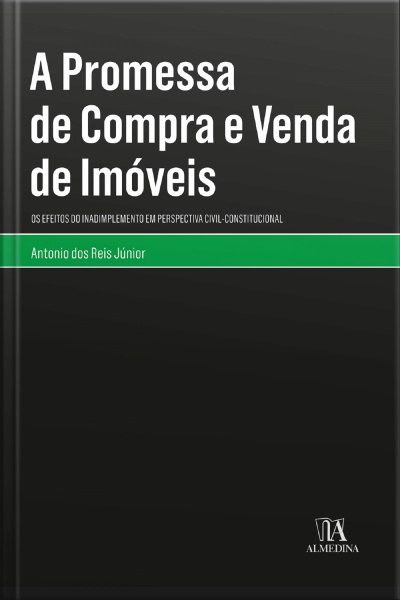 A Promessa
de Compra e Venda
de Imóveis
OS EFEITOS DO INADIMPLEMENTO EM PERSPECTIVA CIVIL-CONSTITUCIONAL
Antonio dos Reis Júnior
ALMEDINA